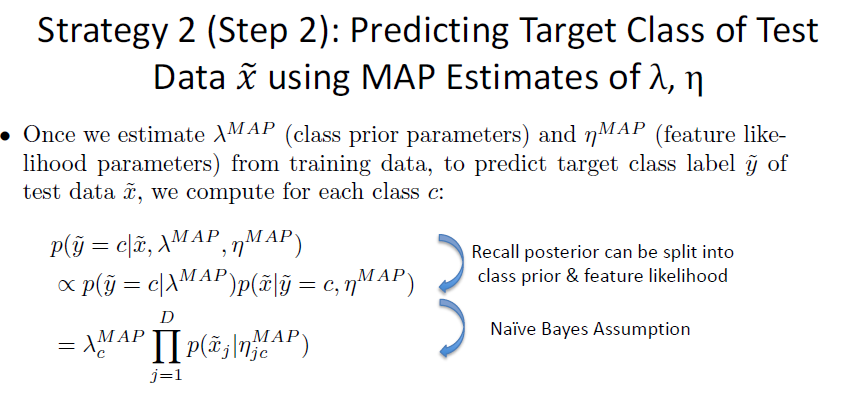 Strategy 2 (Step 2): Predicting Target Class of Test
Data x̃ using MAP Estimates of λ, η
• Once we estimate λ^{MAP} (class prior parameters) and η^{MAP} (feature like-
lihood parameters) from training data, to predict target class label ỹ of
test data x̃, we compute for each class c:
p(ỹ = c|x̃, λ^{MAP}, η^{MAP})
∝ p(ỹ = c|λ^{MAP})p(x̃|ỹ = c, η^{MAP})
= λ_c^{MAP} ∏_{j=1}^{D} p(x̃_j|η_{jc}^{MAP})
Recall posterior can be split into
class prior & feature likelihood
Naïve Bayes Assumption